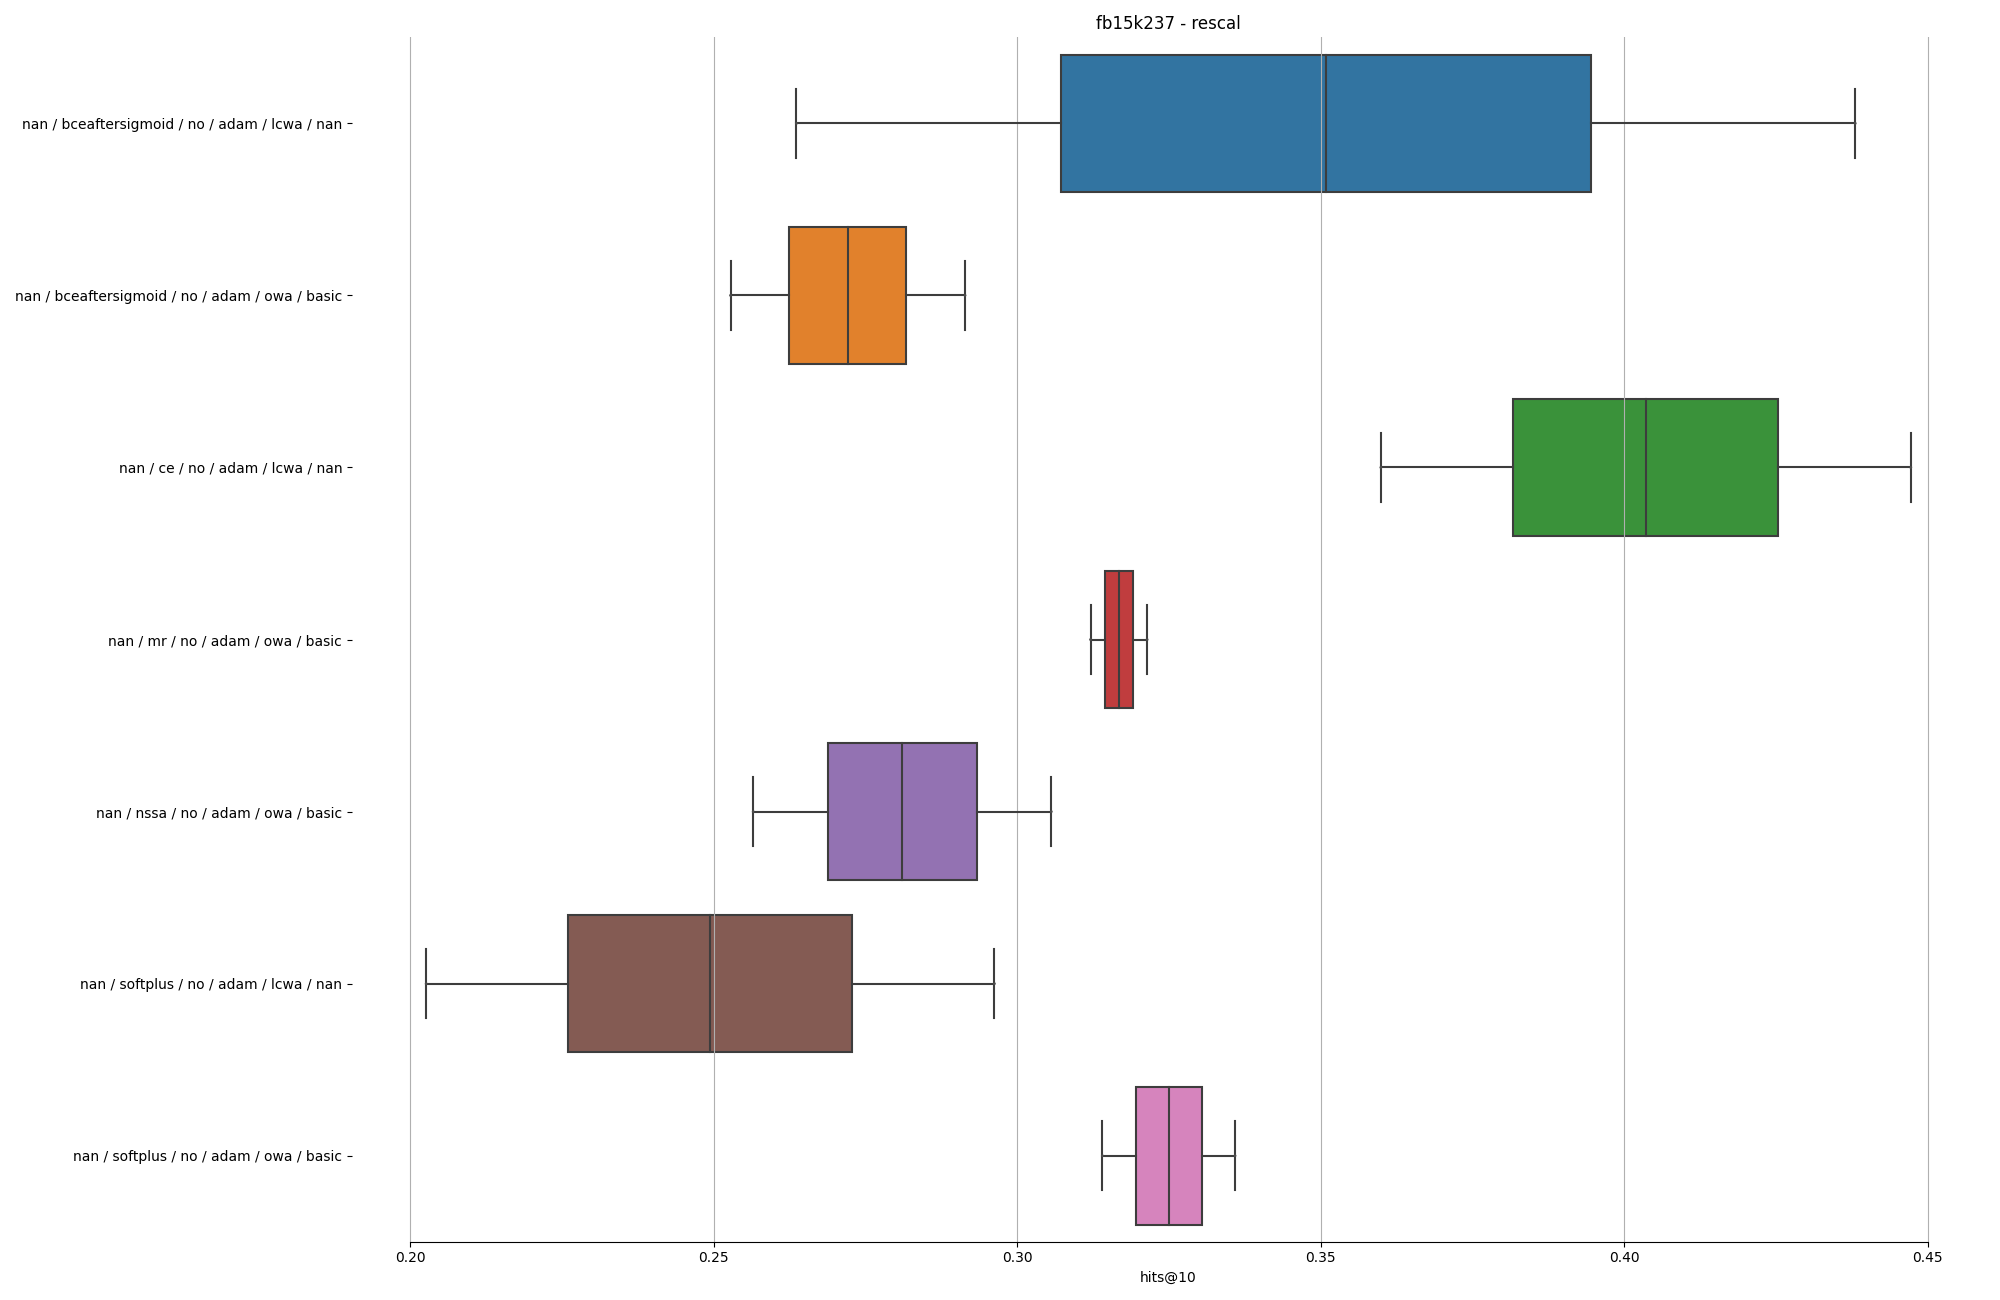 fb15k237 - rescal
nan / bceaftersigmoid / no / adam / lcwa / nan
nan / bceaftersigmoid / no / adam / owa / basic
nan / ce / no / adam / lcwa / nan
nan / mr / no / adam / owa / basic
nan / nssa / no / adam / owa / basic
nan / softplus / no / adam / lcwa / nan
nan / softplus / no / adam / owa / basic
0.20 0.25 0.30 0.35 0.40 0.45
hits@10